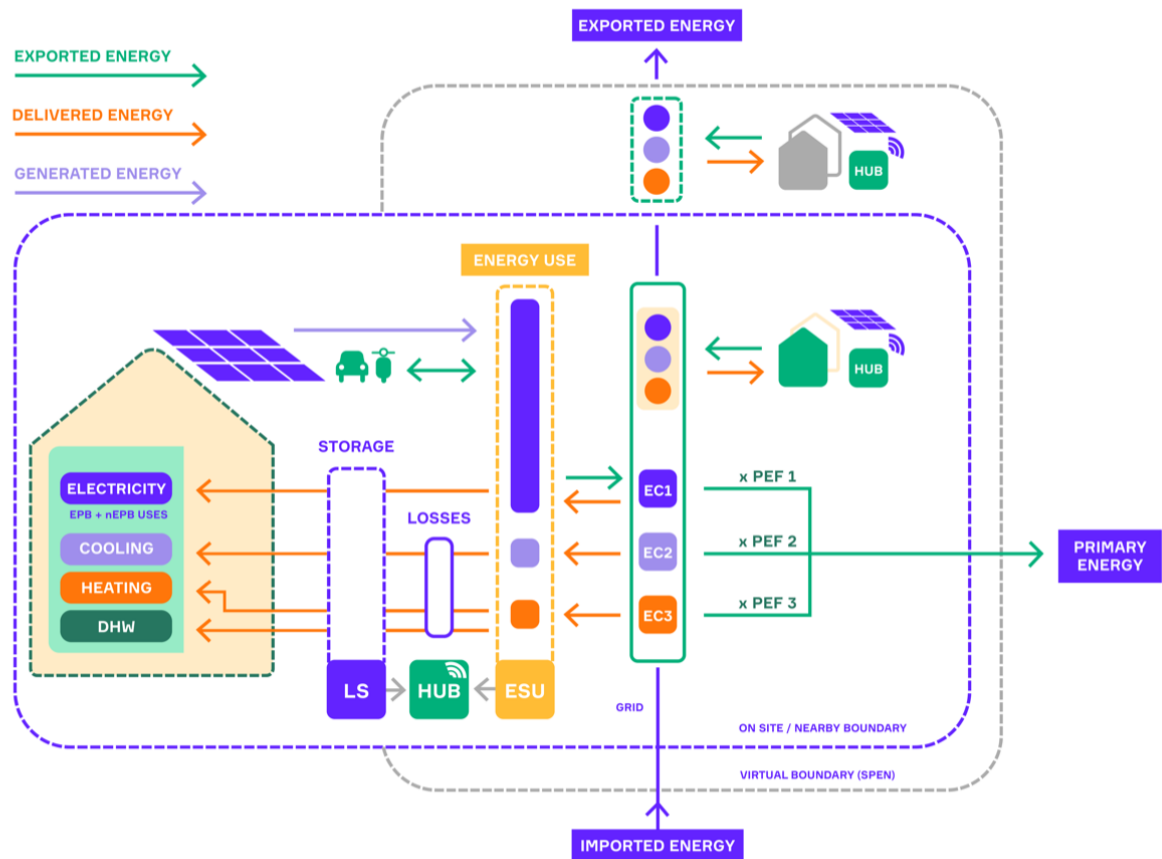 EXPORTED ENERGY
EXPORTED ENERGY
DELIVERED ENERGY
GENERATED ENERGY
HUB
ENERGY USE
HUB
STORAGE
ELECTRICITY
EPB + nEPB USES
COOLING
HEATING
DHW
LOSSES
EC1
EC2
EC3
x PEF 1
x PEF 2
x PEF 3
PRIMARY
ENERGY
LS
HUB
ESU
GRID
ON SITE / NEARBY BOUNDARY
VIRTUAL BOUNDARY (SPEN)
IMPORTED ENERGY